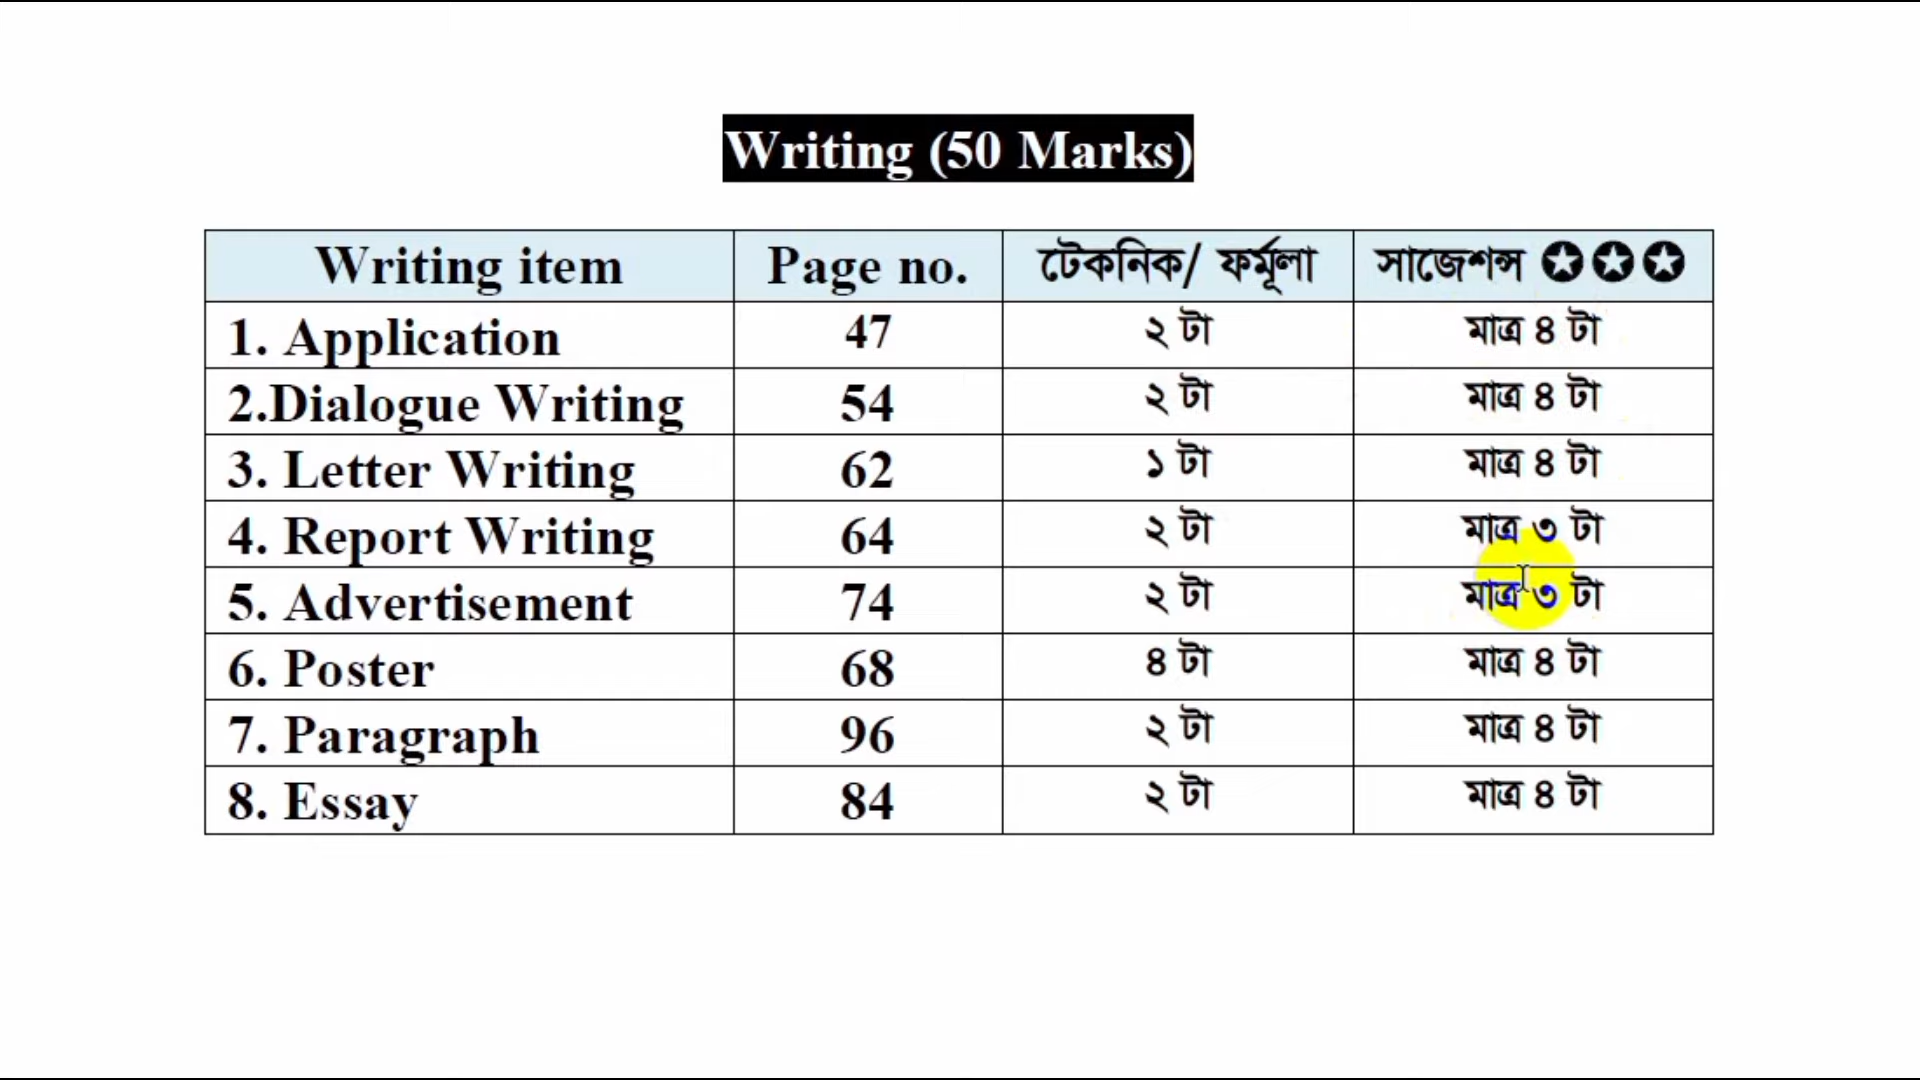 Writing (50 Marks)
Writing item Page no. টেকনিক/ ফর্মূলা সাজেশন্স ✪✪✪
1. Application 47 ২ টা মাত্র ৪ টা
2.Dialogue Writing 54 ২ টা মাত্র ৪ টা
3. Letter Writing 62 ১ টা মাত্র ৪ টা
4. Report Writing 64 ২ টা মাত্র ৩ টা
5. Advertisement 74 ২ টা মাত্র ৩ টা
6. Poster 68 ৪ টা মাত্র ৪ টা
7. Paragraph 96 ২ টা মাত্র ৪ টা
8. Essay 84 ২ টা মাত্র ৪ টা